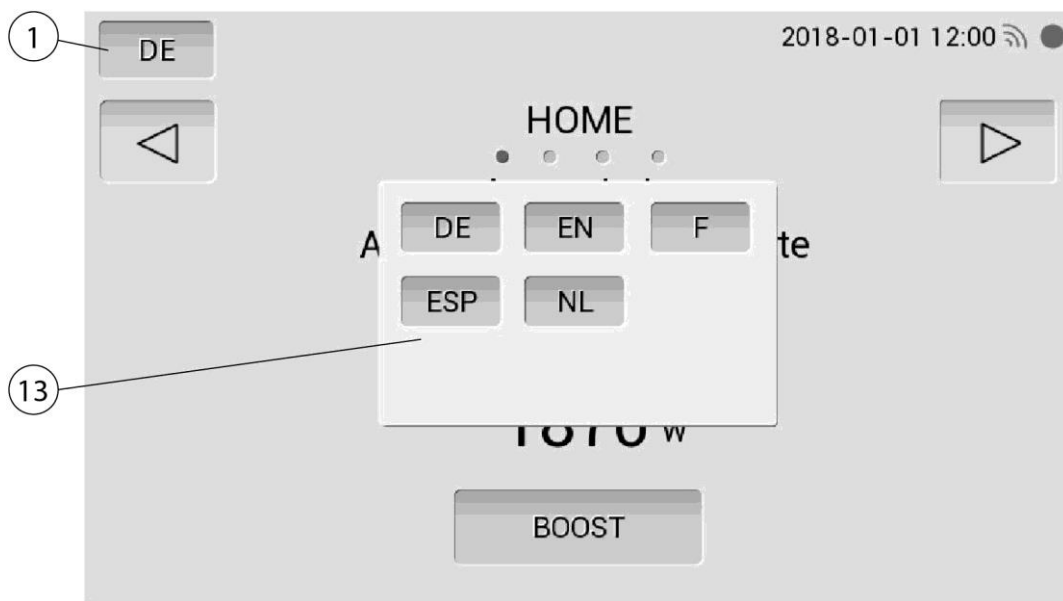 1
DE
2018-01-01 12:00
HOME
DE EN F
ESP NL
13
W
BOOST